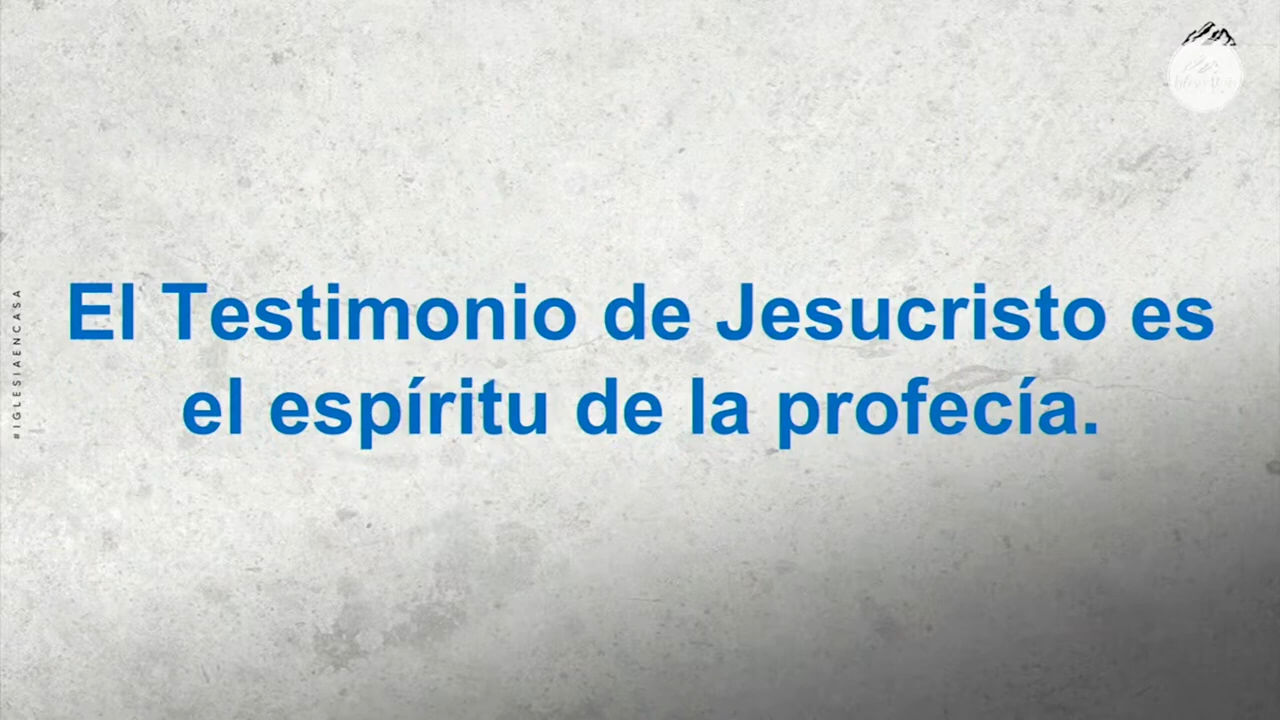 El Testimonio de Jesucristo es
el espíritu de la profecía.
#IGLESIAENCASA